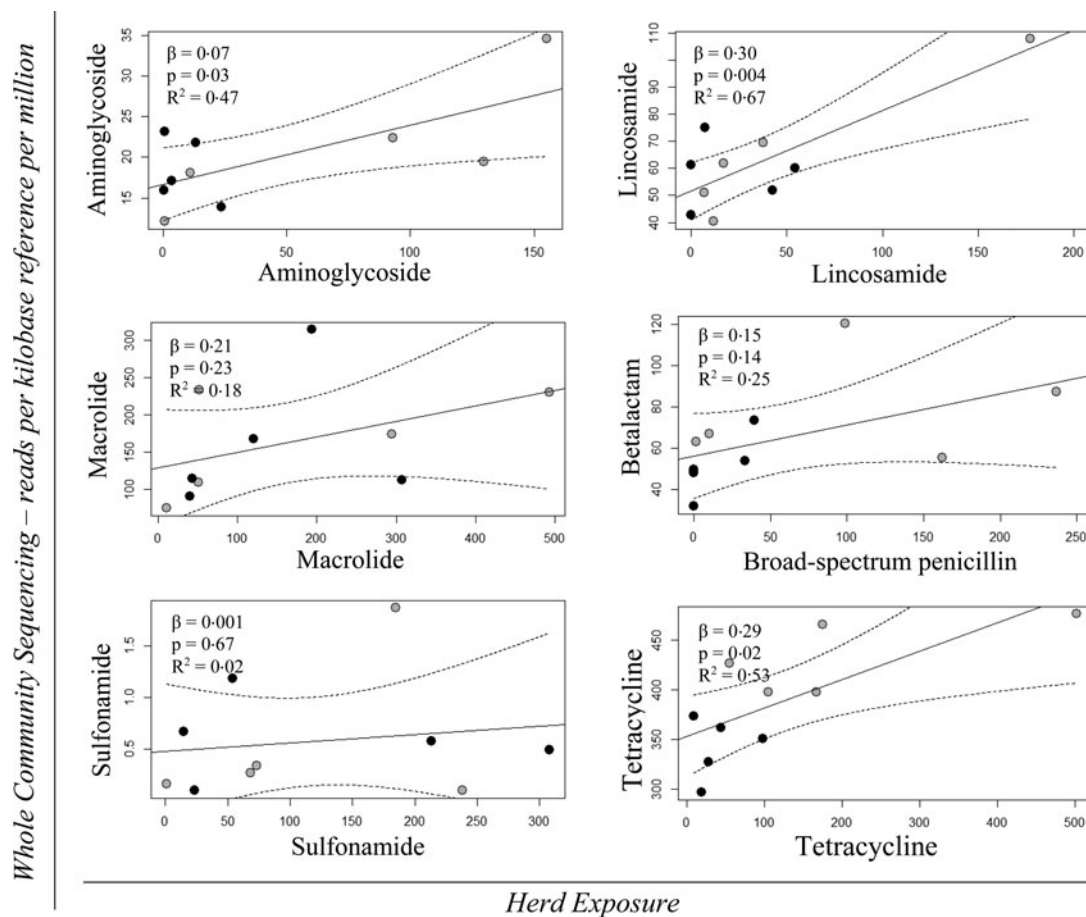 Whole Community Sequencing – reads per kilobase reference per million
β = 0·07
p = 0·03
R² = 0·47
Aminoglycoside
35
30
25
20
15
0 50 100 150
Aminoglycoside
β = 0·30
p = 0·004
R² = 0·67
Lincosamide
110
90
80
70
60
50
40
0 50 100 150 200
Lincosamide
β = 0·21
p = 0·23
R² = 0·18
Macrolide
300
250
200
150
100
0 100 200 300 400 500
Macrolide
β = 0·15
p = 0·14
R² = 0·25
Betalactam
120
100
80
60
40
0 50 100 150 200 250
Broad-spectrum penicillin
β = 0·001
p = 0·67
R² = 0·02
Sulfonamide
1.5
1.0
0.5
0 50 100 150 200 250 300
Sulfonamide
β = 0·29
p = 0·02
R² = 0·53
Tetracycline
450
400
350
300
0 100 200 300 400 500
Tetracycline
Herd Exposure